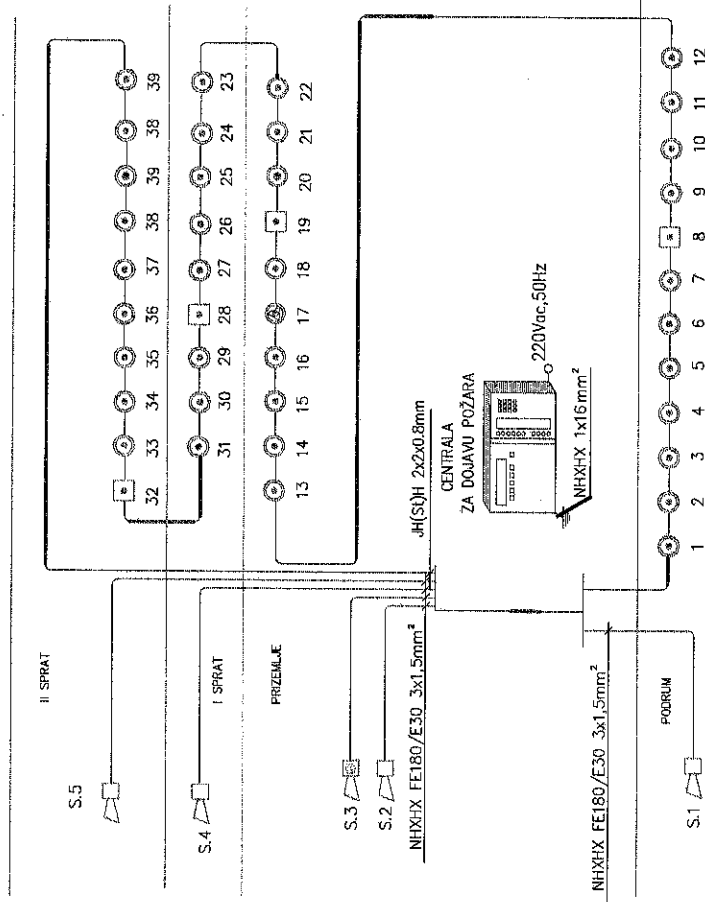 II SPRAT
S.5
32
33
34
35
36
37
38
39
38
39
I SPRAT
S.4
31
30
29
28
27
26
25
24
23
PRIZEMLJE
13
14
15
16
17
18
19
20
21
22
S.3
S.2
NHXHX FE180/E30 3x1,5mm²
JH(St)H 2x2x0.8mm
CENTRALA
ZA DOJAVU POŽARA
220Vac,50Hz
NHXHX 1x16mm²
NHXHX FE180/E30 3x1,5mm²
PODRUM
S.1
1
2
3
4
5
6
7
8
9
10
11
12